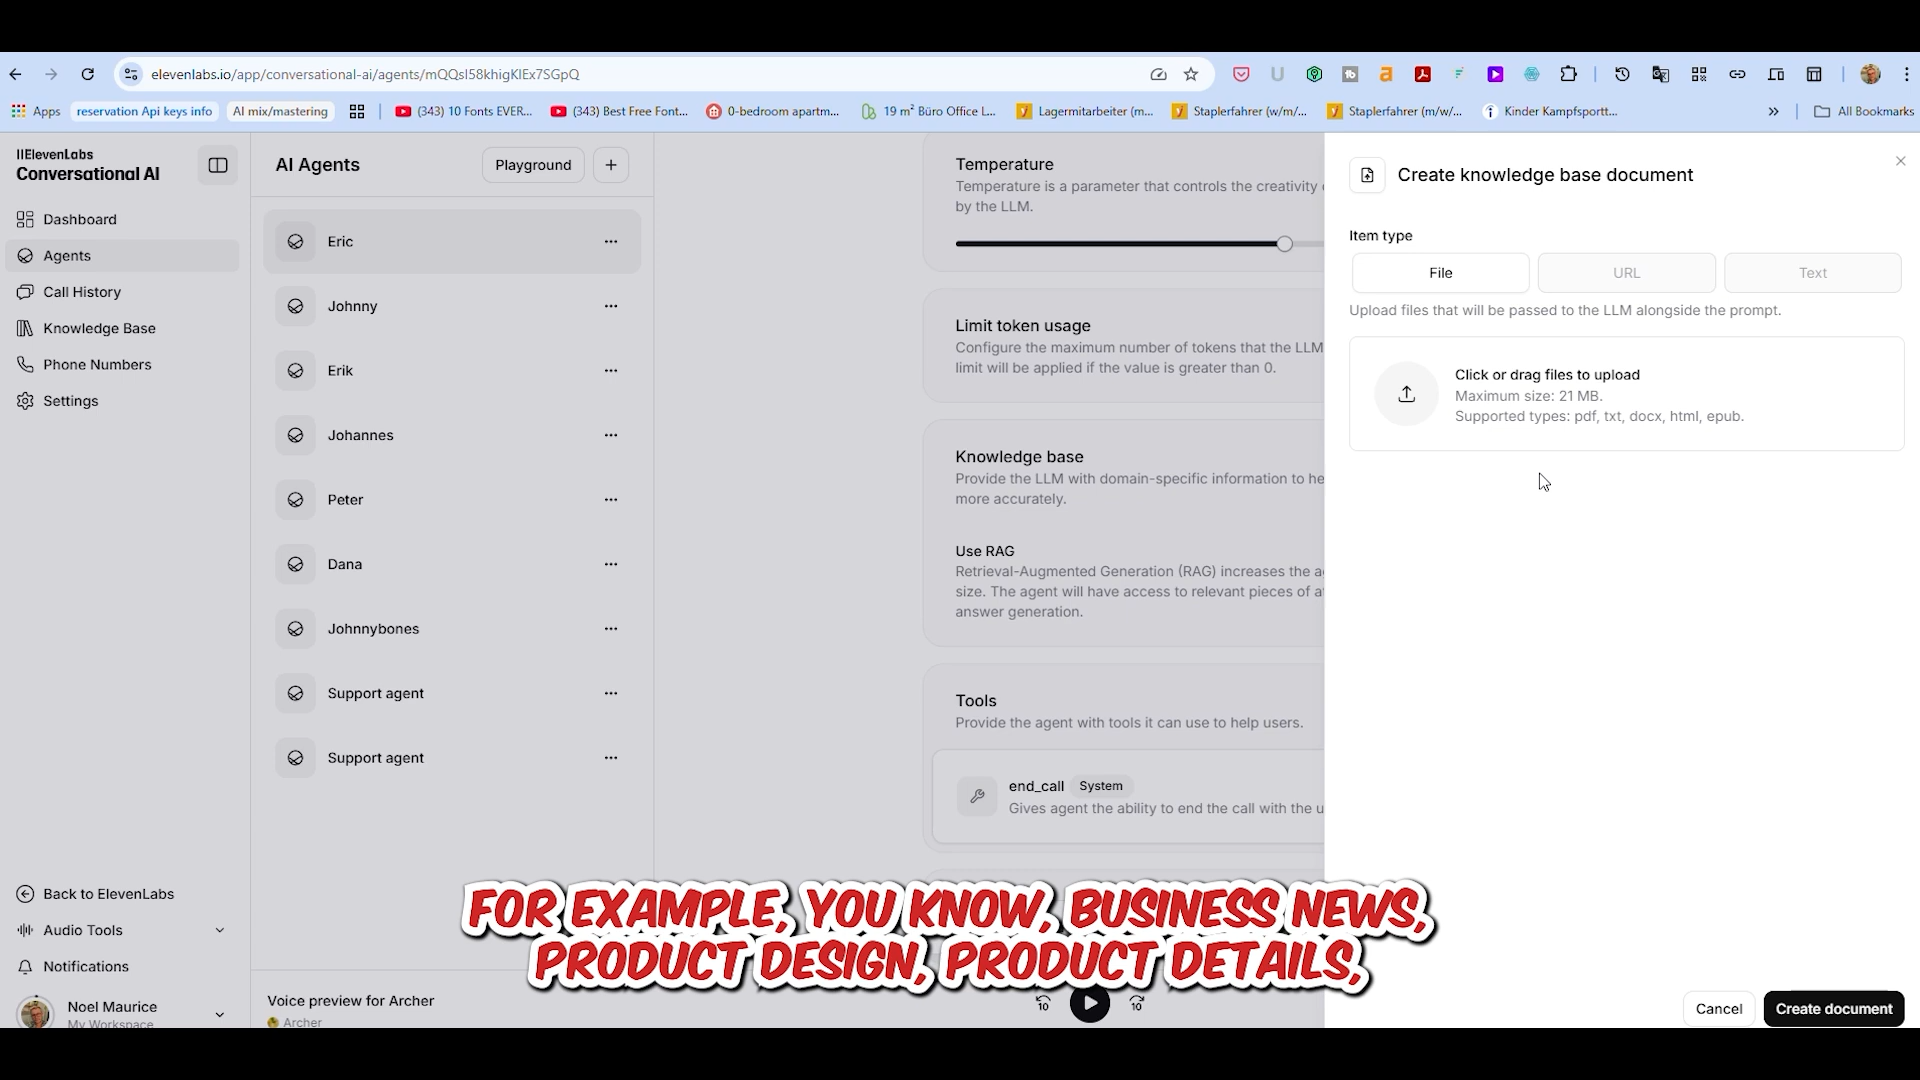 elevenlabs.io/app/conversational-ai/agents/mQQsI58khigKlEx7SGpQ
Apps
reservation Api keys info
AI mix/mastering
(343) 10 Fonts EVER...
(343) Best Free Font...
0-bedroom apartm...
19 m² Büro Office L...
Lagermitarbeiter (m...
Staplerfahrer (w/m/...
Staplerfahrer (m/w/...
Kinder Kampfsportt...
All Bookmarks
IIElevenLabs
Conversational AI
Dashboard
Agents
Call History
Knowledge Base
Phone Numbers
Settings
Back to ElevenLabs
Audio Tools
Notifications
Noel Maurice
My Workspace
AI Agents
Playground
Eric
Johnny
Erik
Johannes
Peter
Dana
Johnnybones
Support agent
Support agent
Voice preview for Archer
Archer
10
10
Temperature
Temperature is a parameter that controls the creativity
by the LLM.
Limit token usage
Configure the maximum number of tokens that the LLM
limit will be applied if the value is greater than 0.
Knowledge base
Provide the LLM with domain-specific information to he
more accurately.
Use RAG
Retrieval-Augmented Generation (RAG) increases the a
size. The agent will have access to relevant pieces of a
answer generation.
Tools
Provide the agent with tools it can use to help users.
end_call
System
Gives agent the ability to end the call with the u
Create knowledge base document
Item type
File
URL
Text
Upload files that will be passed to the LLM alongside the prompt.
Click or drag files to upload
Maximum size: 21 MB.
Supported types: pdf, txt, docx, html, epub.
Cancel
Create document
FOR EXAMPLE, YOU KNOW, BUSINESS NEWS,
PRODUCT DESIGN, PRODUCT DETAILS,